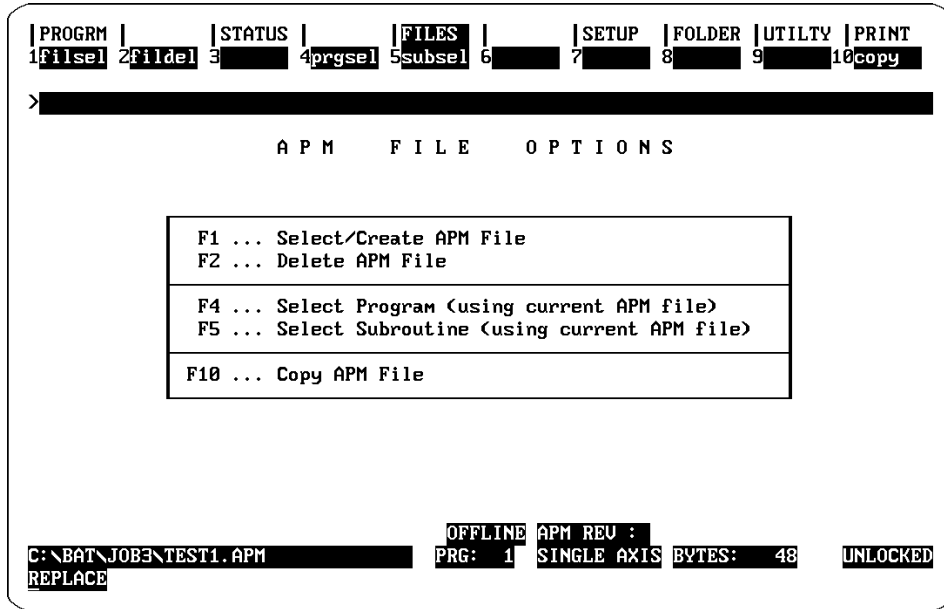 |PROGRM |         |STATUS |         |FILES  |         |SETUP  |FOLDER |UTILTY |PRINT
1filsel 2fildel 3       4prgsel 5subsel 6       7       8       9       10copy
>
A P M   F I L E   O P T I O N S
F1 ... Select/Create APM File
F2 ... Delete APM File
F4 ... Select Program (using current APM file)
F5 ... Select Subroutine (using current APM file)
F10 ... Copy APM File
OFFLINE APM REV :
C:\BAT\JOB3\TEST1.APM PRG: 1 SINGLE AXIS BYTES: 48 UNLOCKED
REPLACE